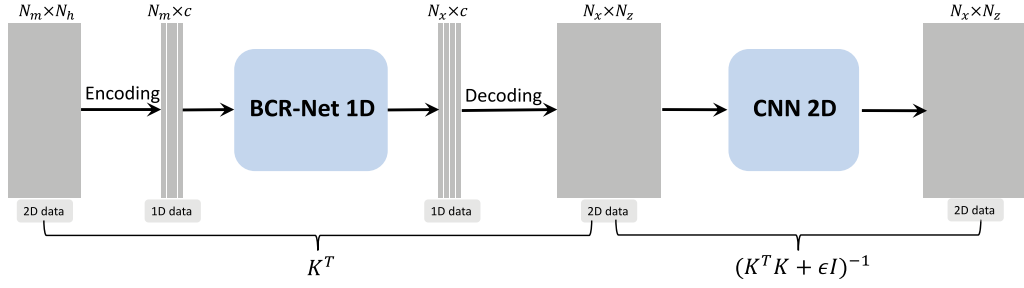 N_m×N_h N_m×c N_x×c N_x×N_z N_x×N_z
Encoding BCR-Net 1D Decoding CNN 2D
2D data 1D data 1D data 2D data 2D data
K^T (K^T K + ϵI)^{-1}